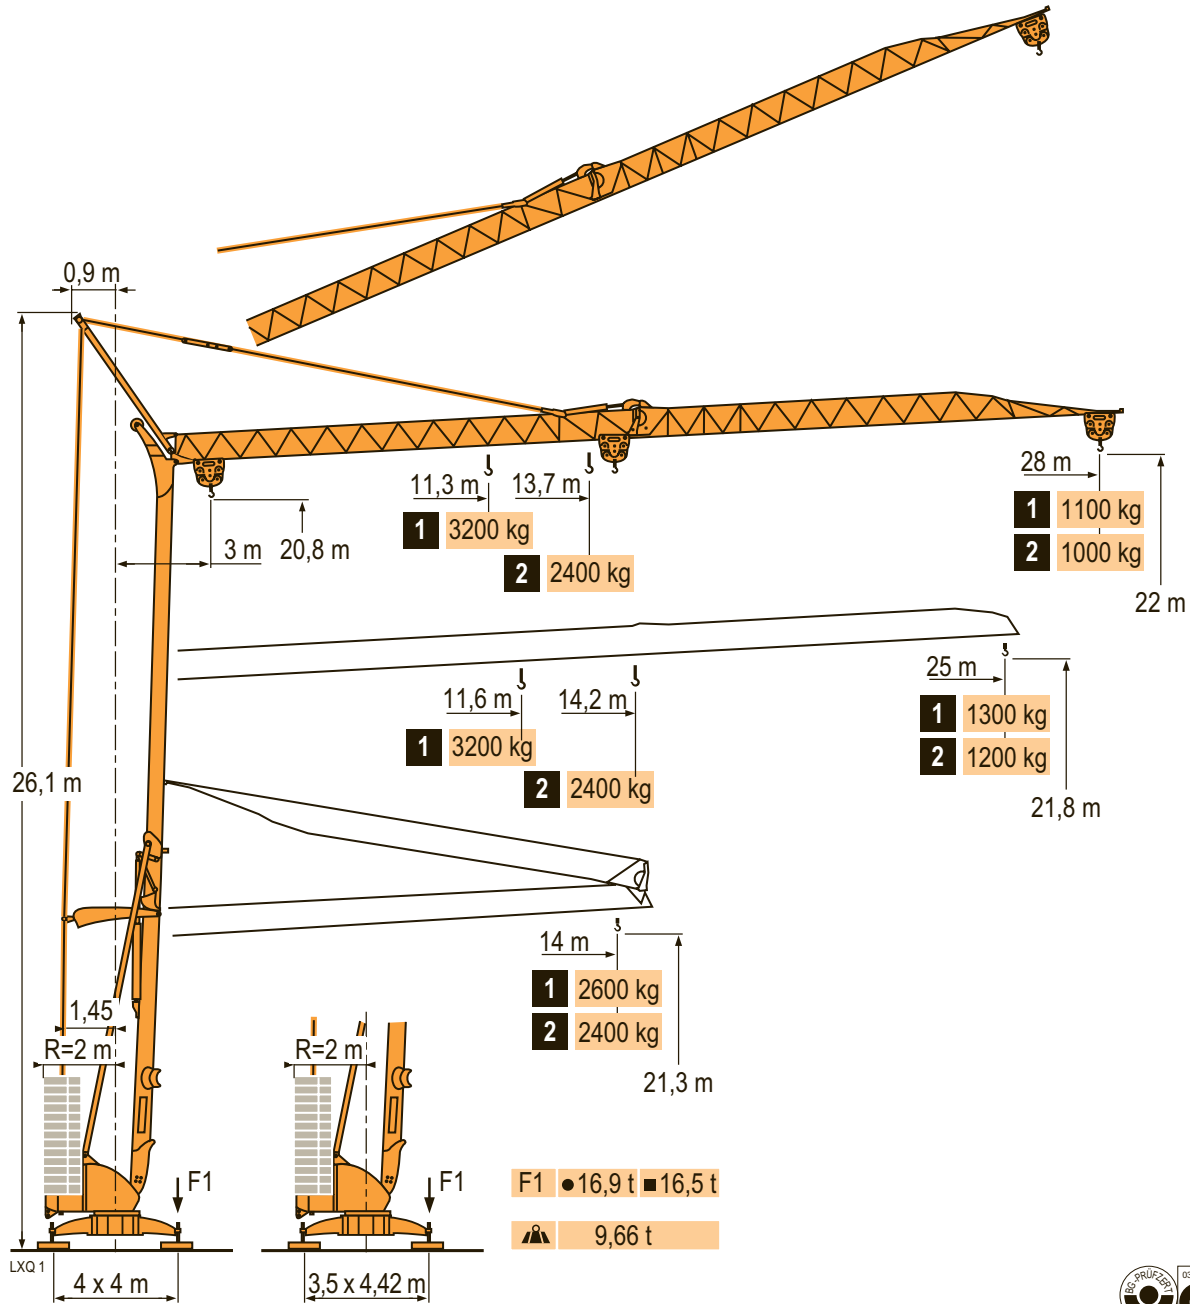 0,9 m
11,3 m
13,7 m
28 m
1 3200 kg
1 1100 kg
3 m
20,8 m
2 2400 kg
2 1000 kg
22 m
11,6 m
14,2 m
25 m
1 3200 kg
1 1300 kg
26,1 m
2 2400 kg
2 1200 kg
21,8 m
14 m
1 2600 kg
1,45
2 2400 kg
R=2 m
R=2 m
21,3 m
F1
F1
F1 16,9 t 16,5 t
9,66 t
LXQ 1
4 x 4 m
3,5 x 4,42 m
BG-PRÜFZERT
03